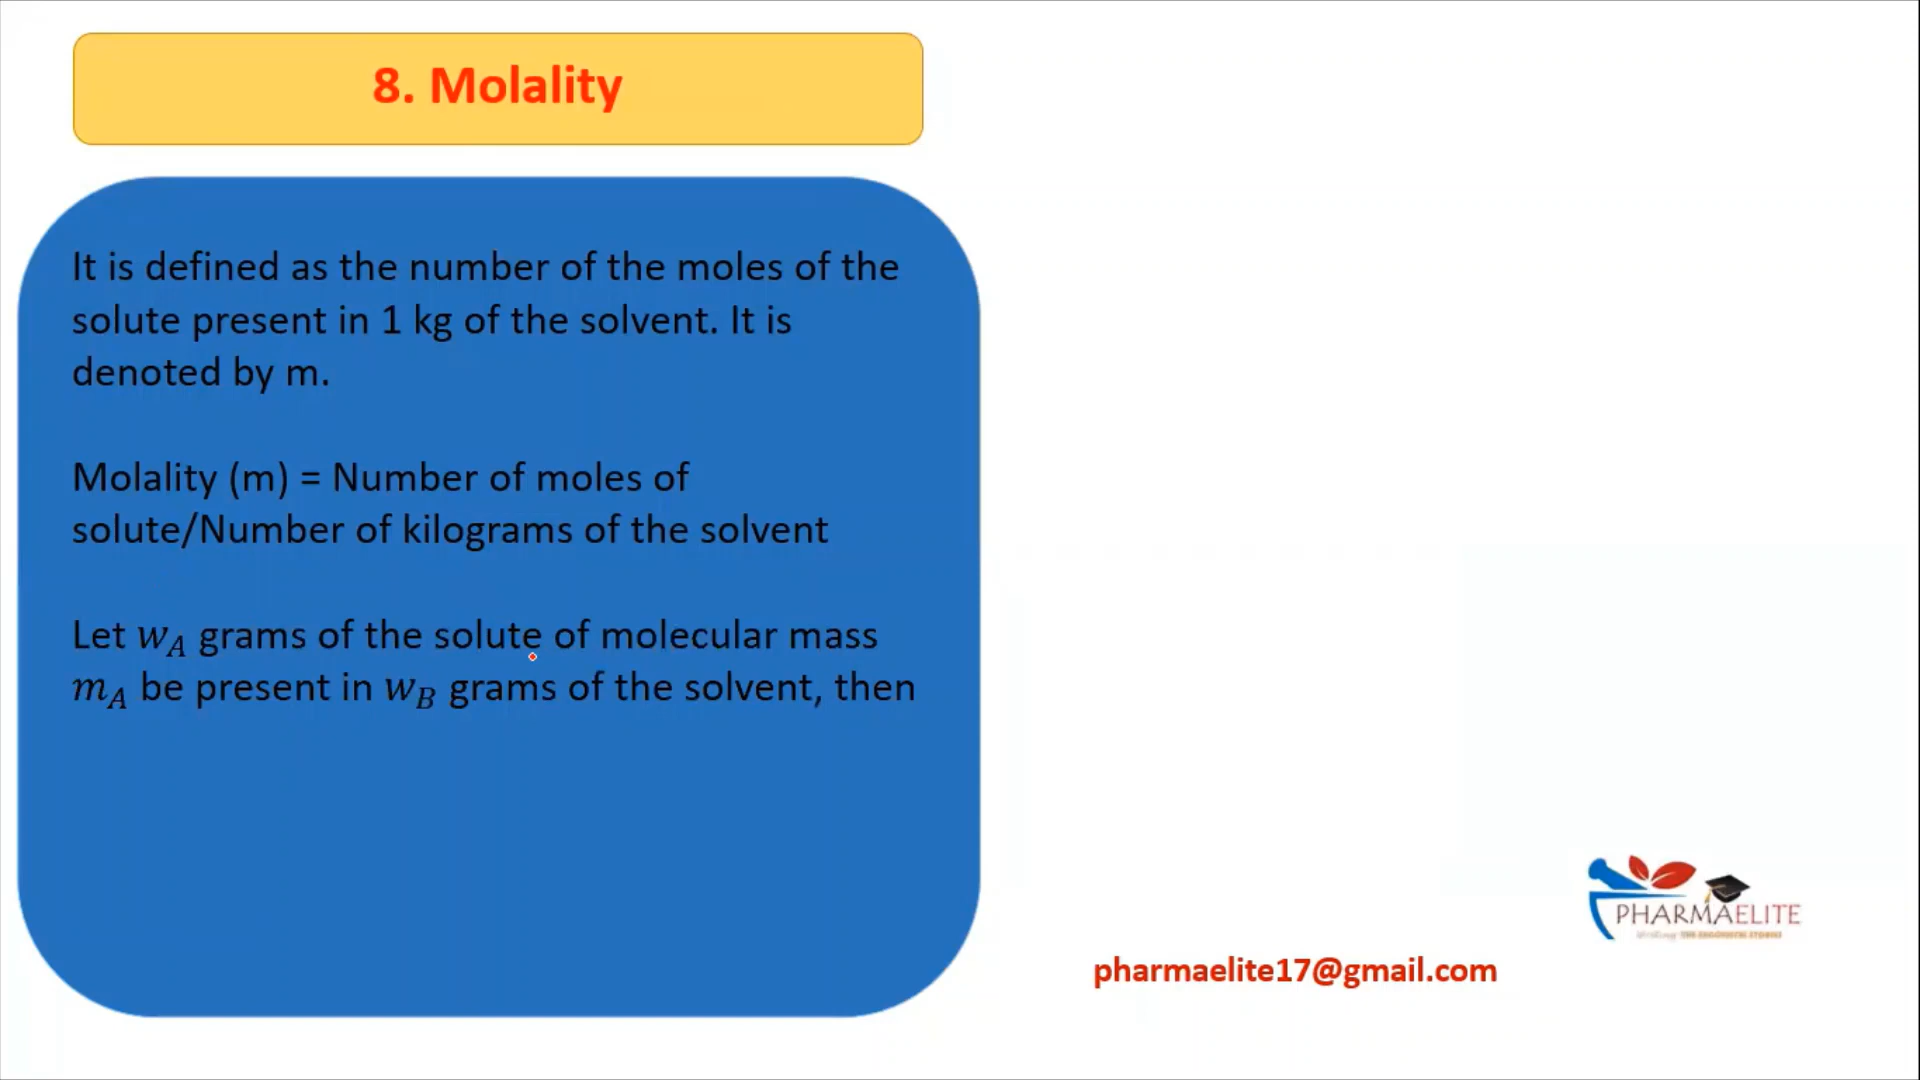 8. Molality
It is defined as the number of the moles of the
solute present in 1 kg of the solvent. It is
denoted by m.
Molality (m) = Number of moles of
solute/Number of kilograms of the solvent
Let w_A grams of the solute of molecular mass
m_A be present in w_B grams of the solvent, then
PHARMAELITE
pharmaelite17@gmail.com